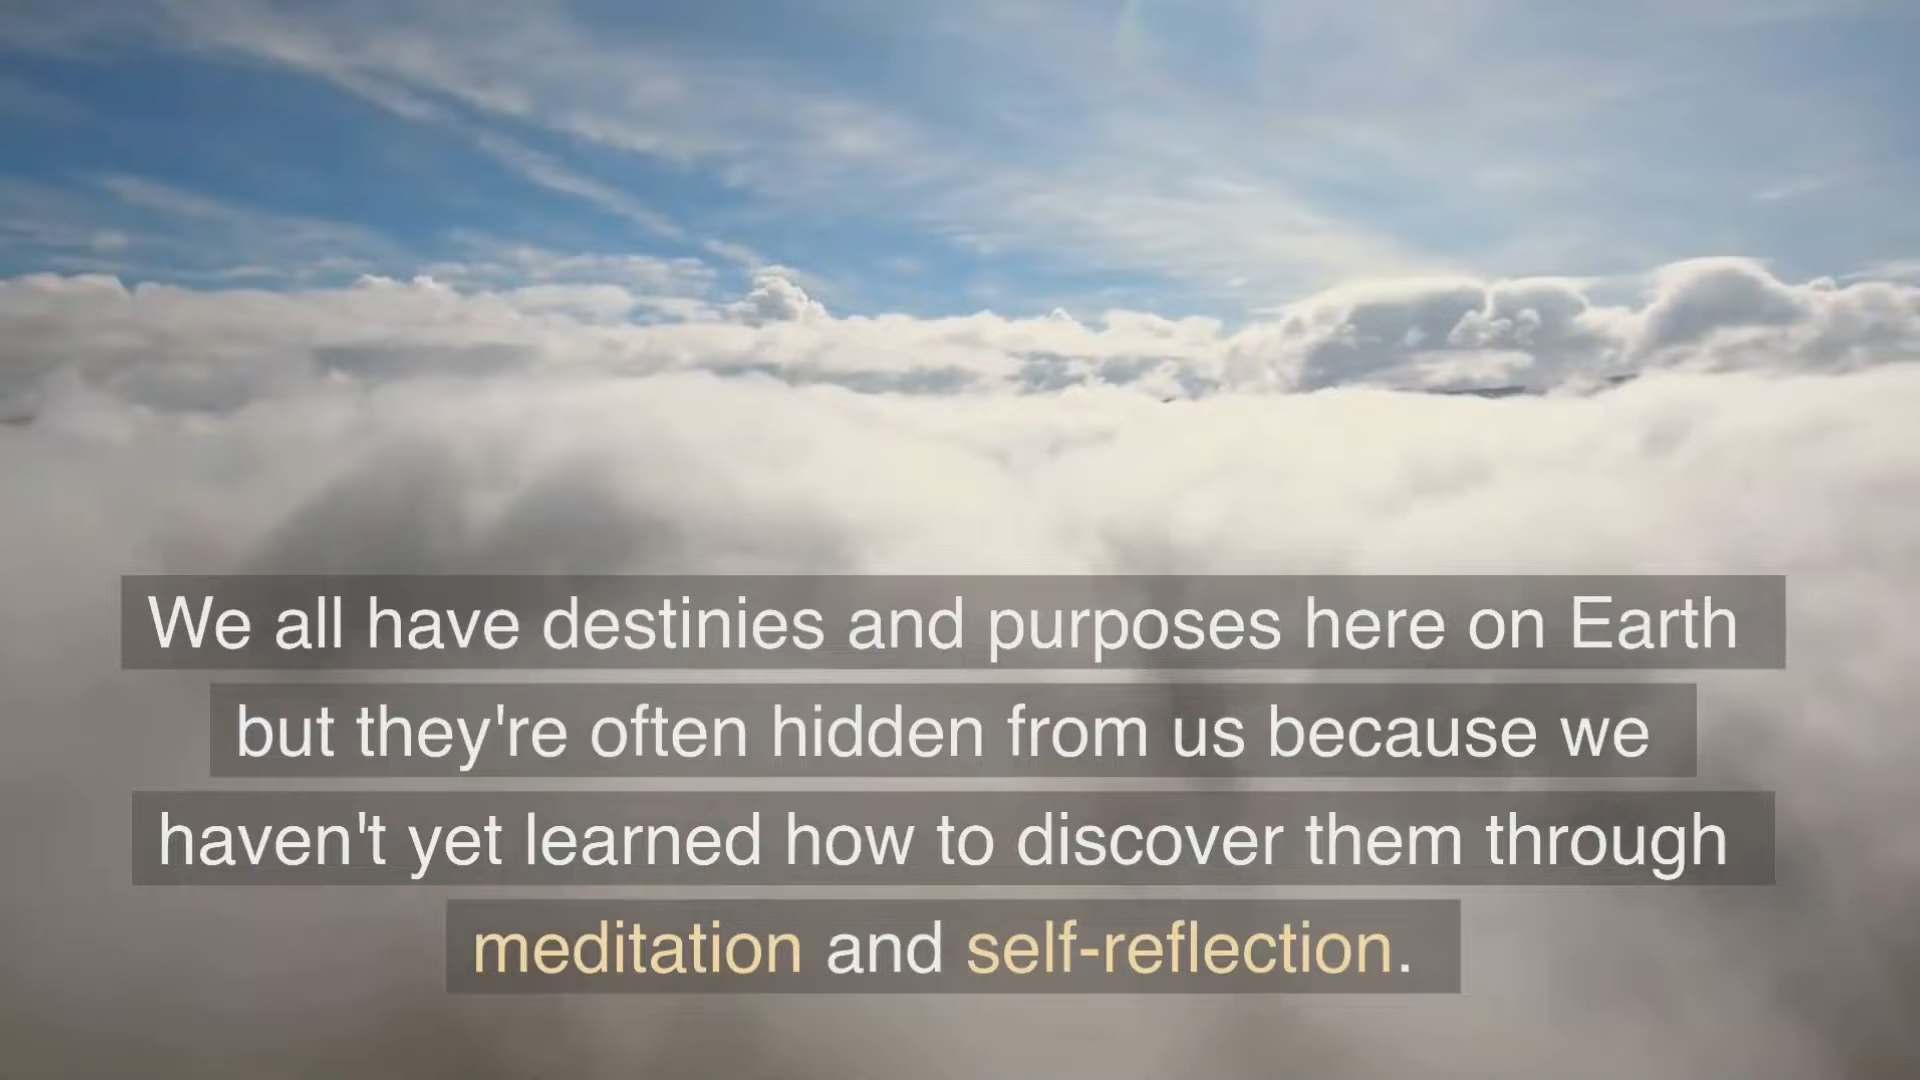 We all have destinies and purposes here on Earth
but they're often hidden from us because we
haven't yet learned how to discover them through
meditation and self-reflection.